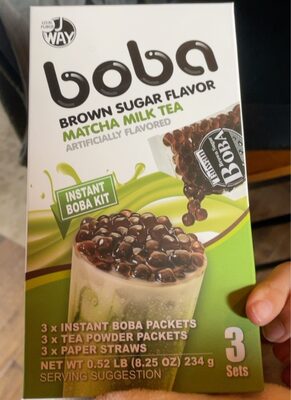 J WAY
boba
BROWN SUGAR FLAVOR
MATCHA MILK TEA
ARTIFICIALLY FLAVORED
BOBA
INSTANT
BOBA KIT
3 x INSTANT BOBA PACKETS
3 x TEA POWDER PACKETS
3 x PAPER STRAWS
NET WT 0.52 LB (8.25 OZ) 234 g
SERVING SUGGESTION
3
Sets